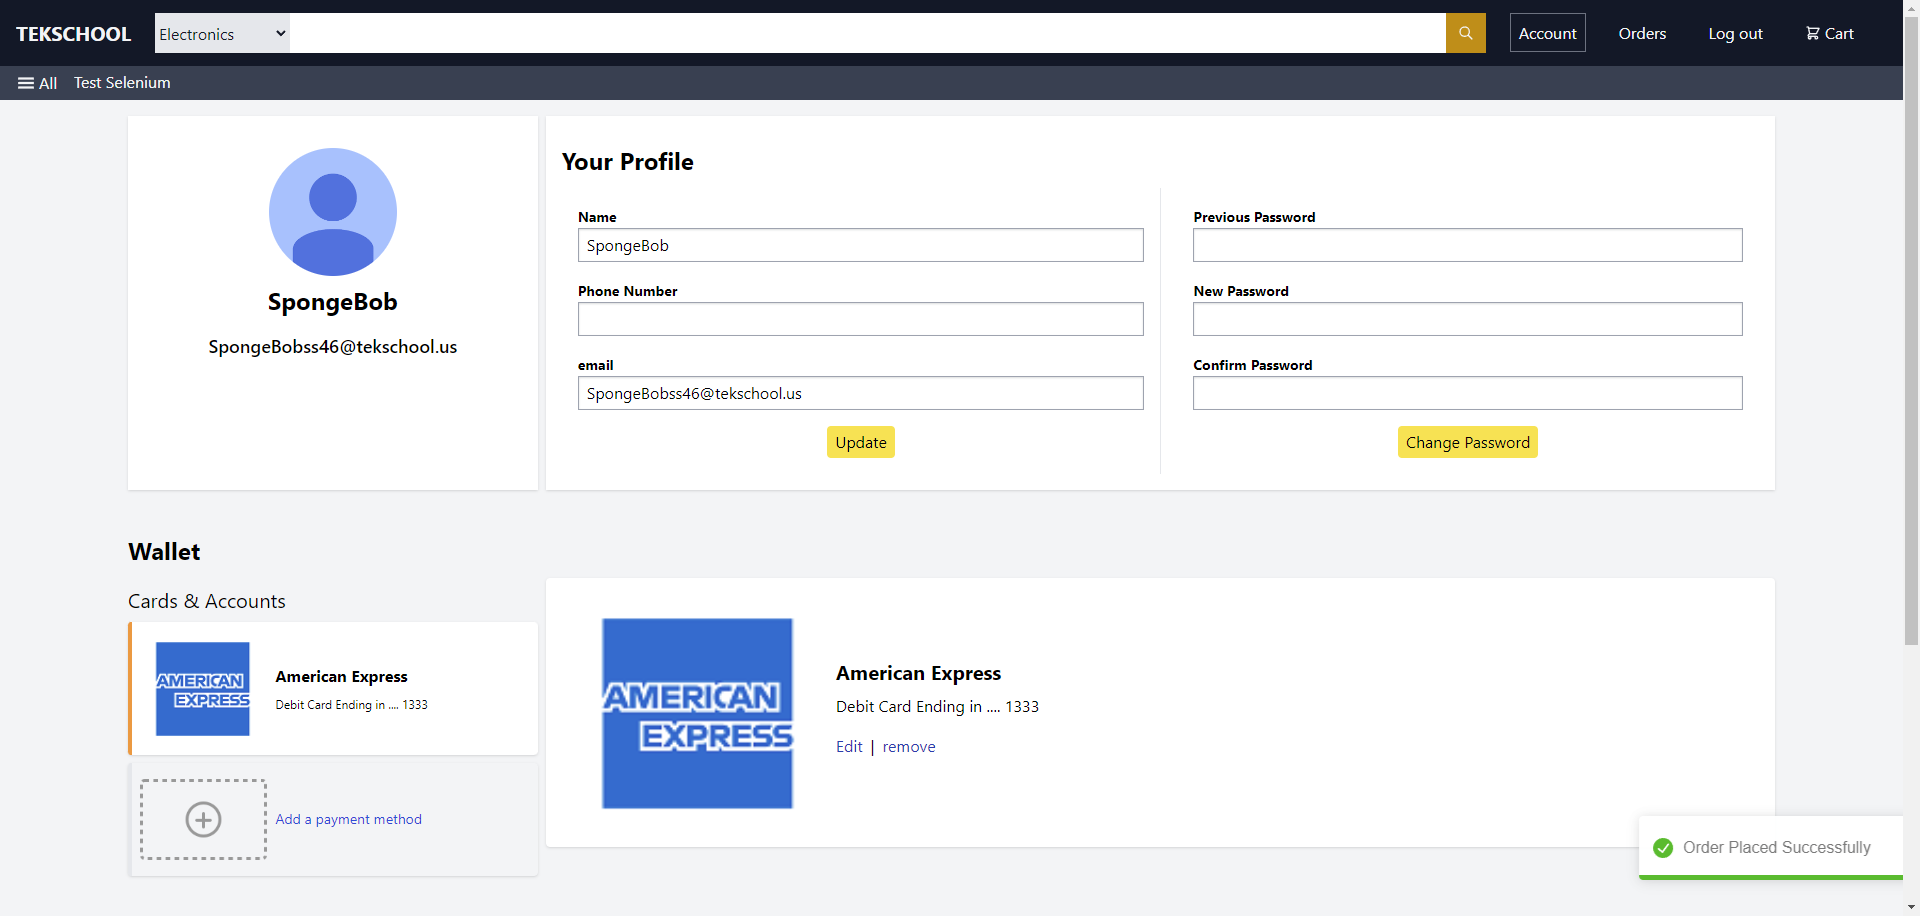 TEKSCHOOL
Electronics
Account
Orders
Log out
Cart
All
Test Selenium
SpongeBob
SpongeBobss46@tekschool.us
Your Profile
Name
SpongeBob
Phone Number
email
SpongeBobss46@tekschool.us
Update
Previous Password
New Password
Confirm Password
Change Password
Wallet
Cards & Accounts
AMERICAN
EXPRESS
American Express
Debit Card Ending in .... 1333
Add a payment method
AMERICAN
EXPRESS
American Express
Debit Card Ending in .... 1333
Edit | remove
Order Placed Successfully